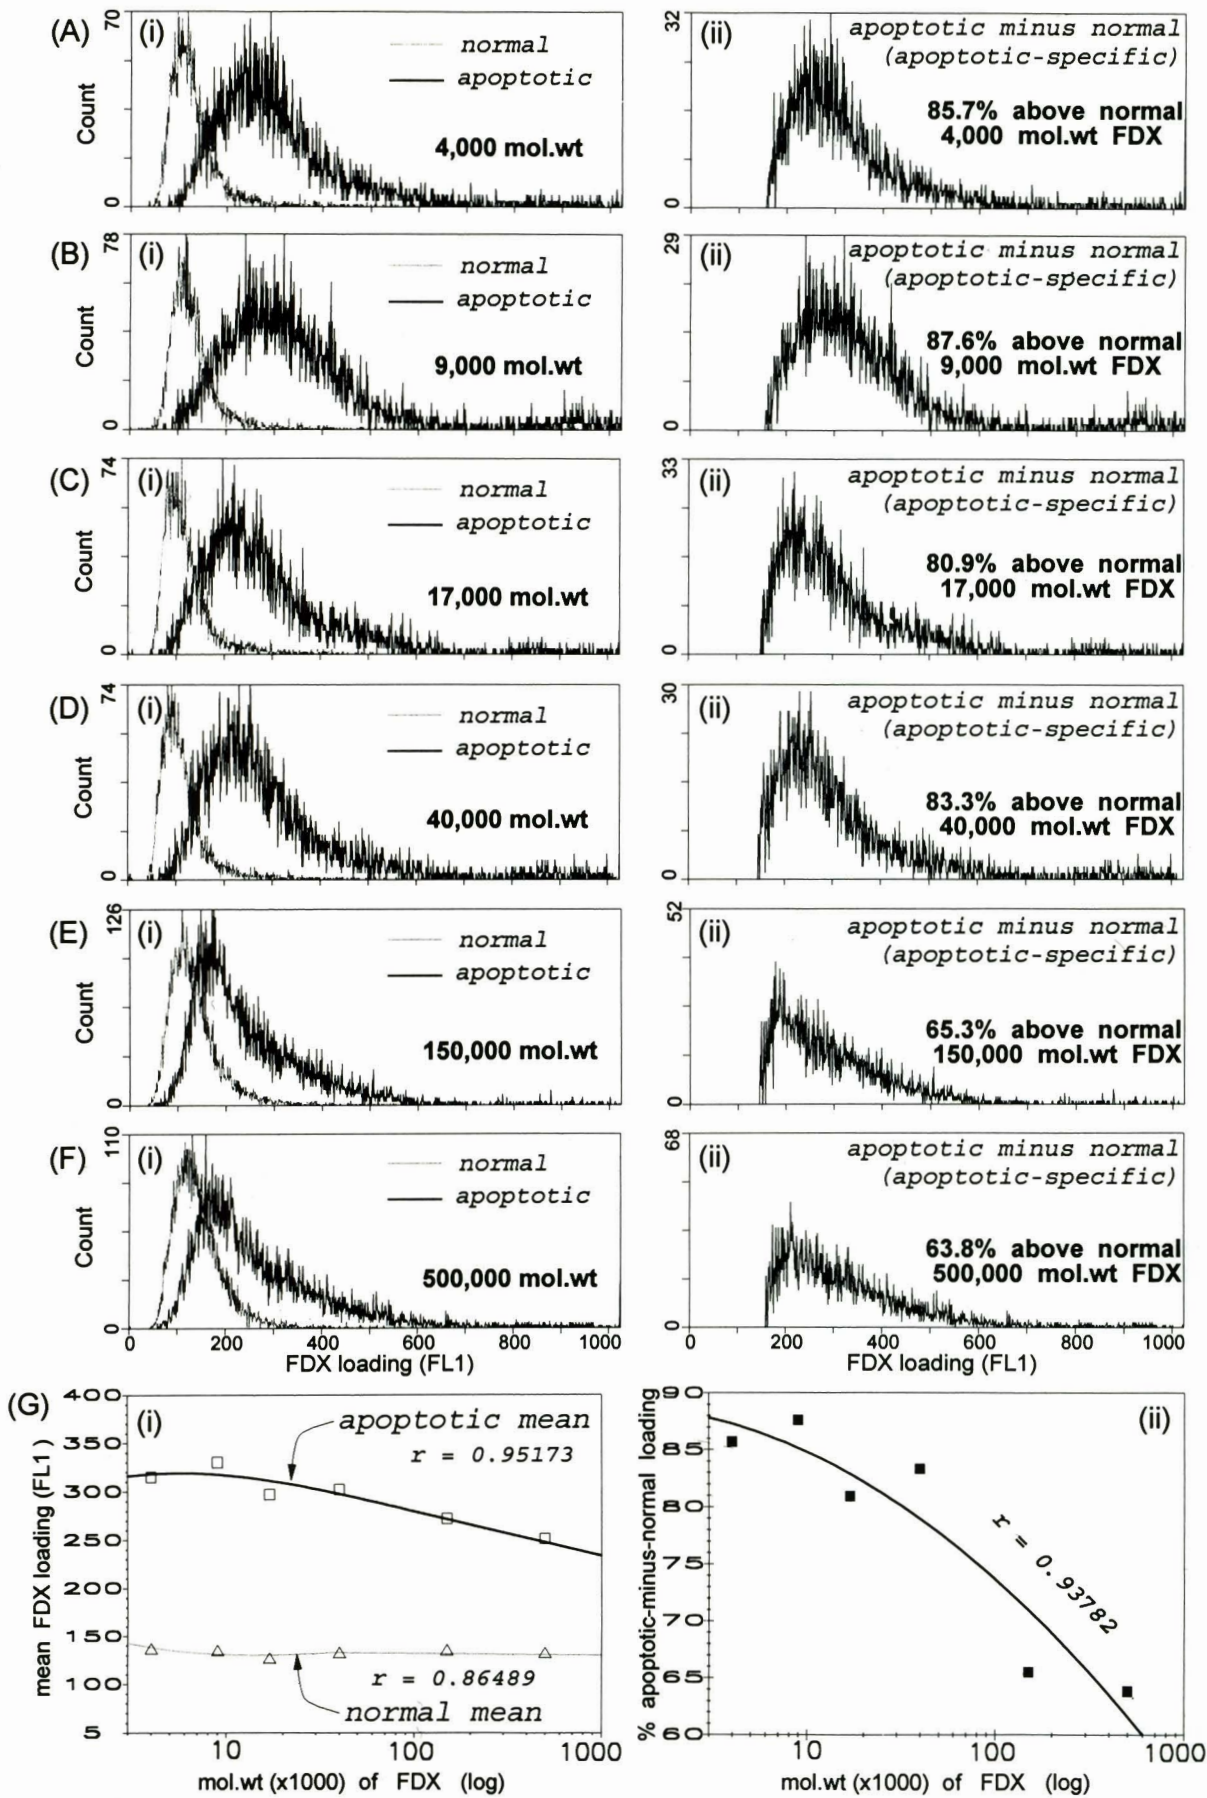 (A) (i) 70 Count 0
normal
apoptotic
4,000 mol.wt
(ii) 32 0
apoptotic minus normal
(apoptotic-specific)
85.7% above normal
4,000 mol.wt FDX
(B) (i) 78 Count 0
normal
apoptotic
9,000 mol.wt
(ii) 29 0
apoptotic minus normal
(apoptotic-specific)
87.6% above normal
9,000 mol.wt FDX
(C) (i) 74 Count 0
normal
apoptotic
17,000 mol.wt
(ii) 33 0
apoptotic minus normal
(apoptotic-specific)
80.9% above normal
17,000 mol.wt FDX
(D) (i) 74 Count 0
normal
apoptotic
40,000 mol.wt
(ii) 30 0
apoptotic minus normal
(apoptotic-specific)
83.3% above normal
40,000 mol.wt FDX
(E) (i) 126 Count 0
normal
apoptotic
150,000 mol.wt
(ii) 52 0
apoptotic minus normal
(apoptotic-specific)
65.3% above normal
150,000 mol.wt FDX
(F) (i) 110 Count 0
normal
apoptotic
500,000 mol.wt
0 200 400 600 800 1000
FDX loading (FL1)
(ii) 68 0
apoptotic minus normal
(apoptotic-specific)
63.8% above normal
500,000 mol.wt FDX
0 200 400 600 800 1000
FDX loading (FL1)
(G) (i)
mean FDX loading (FL1)
400
350
300
250
200
150
100
5
apoptotic mean
r = 0.95173
r = 0.86489
normal mean
10 100 1000
mol.wt (x1000) of FDX (log)
(ii)
% apoptotic-minus-normal loading
90
85
80
75
70
65
60
r = 0.93782
10 100 1000
mol.wt (x1000) of FDX (log)